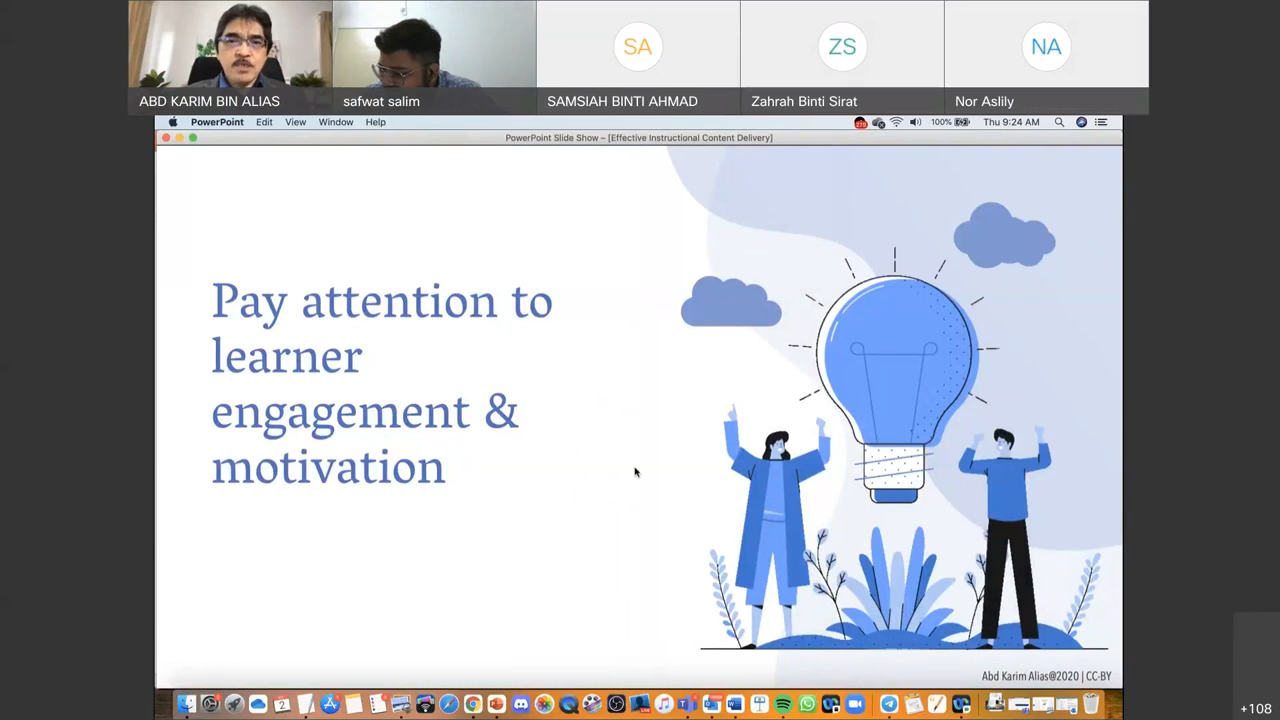 SA
ZS
NA
ABD KARIM BIN ALIAS
safwat salim
SAMSIAH BINTI AHMAD
Zahrah Binti Sirat
Nor Aslily
PowerPoint Edit View Window Help
100% Thu 9:24 AM
PowerPoint Slide Show – [Effective Instructional Content Delivery]
Pay attention to
learner
engagement &
motivation
Abd Karim Alias@2020 | CC-BY
+108